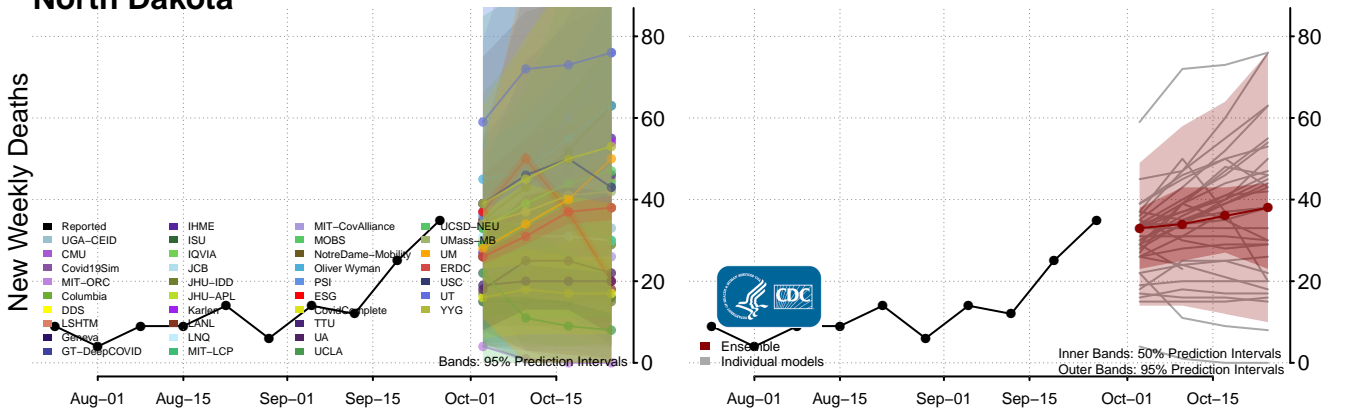 North Dakota
New Weekly Deaths
80
60
40
20
0
Reported
UGA−CEID
CMU
Covid19Sim
MIT−ORC
Columbia
DDS
LSHTM
Geneva
GT−DeepCOVID
IHME
ISU
IQVIA
JCB
JHU−IDD
JHU−APL
Karlen
LANL
LNQ
MIT−LCP
MIT−CovAlliance
MOBS
NotreDame−Mobility
Oliver Wyman
PSI
ESG
CovidComplete
TTU
UA
UCLA
UCSD−NEU
UMass−MB
UM
ERDC
USC
UT
YYG
Bands: 95% Prediction Intervals
Aug−01 Aug−15 Sep−01 Sep−15 Oct−01 Oct−15
80
60
40
20
0
CDC
Ensemble
Individual models
Inner Bands: 50% Prediction Intervals
Outer Bands: 95% Prediction Intervals
Aug−01 Aug−15 Sep−01 Sep−15 Oct−01 Oct−15